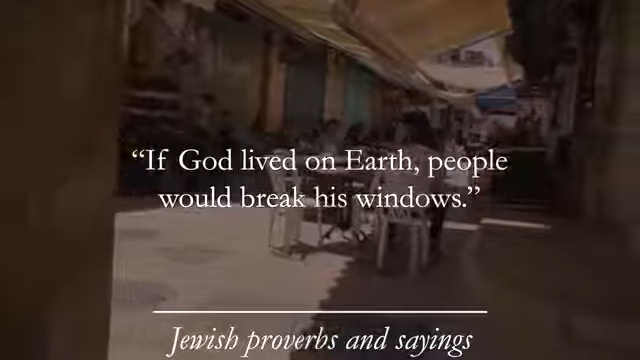 “If God lived on Earth, people
would break his windows.”
Jewish proverbs and sayings